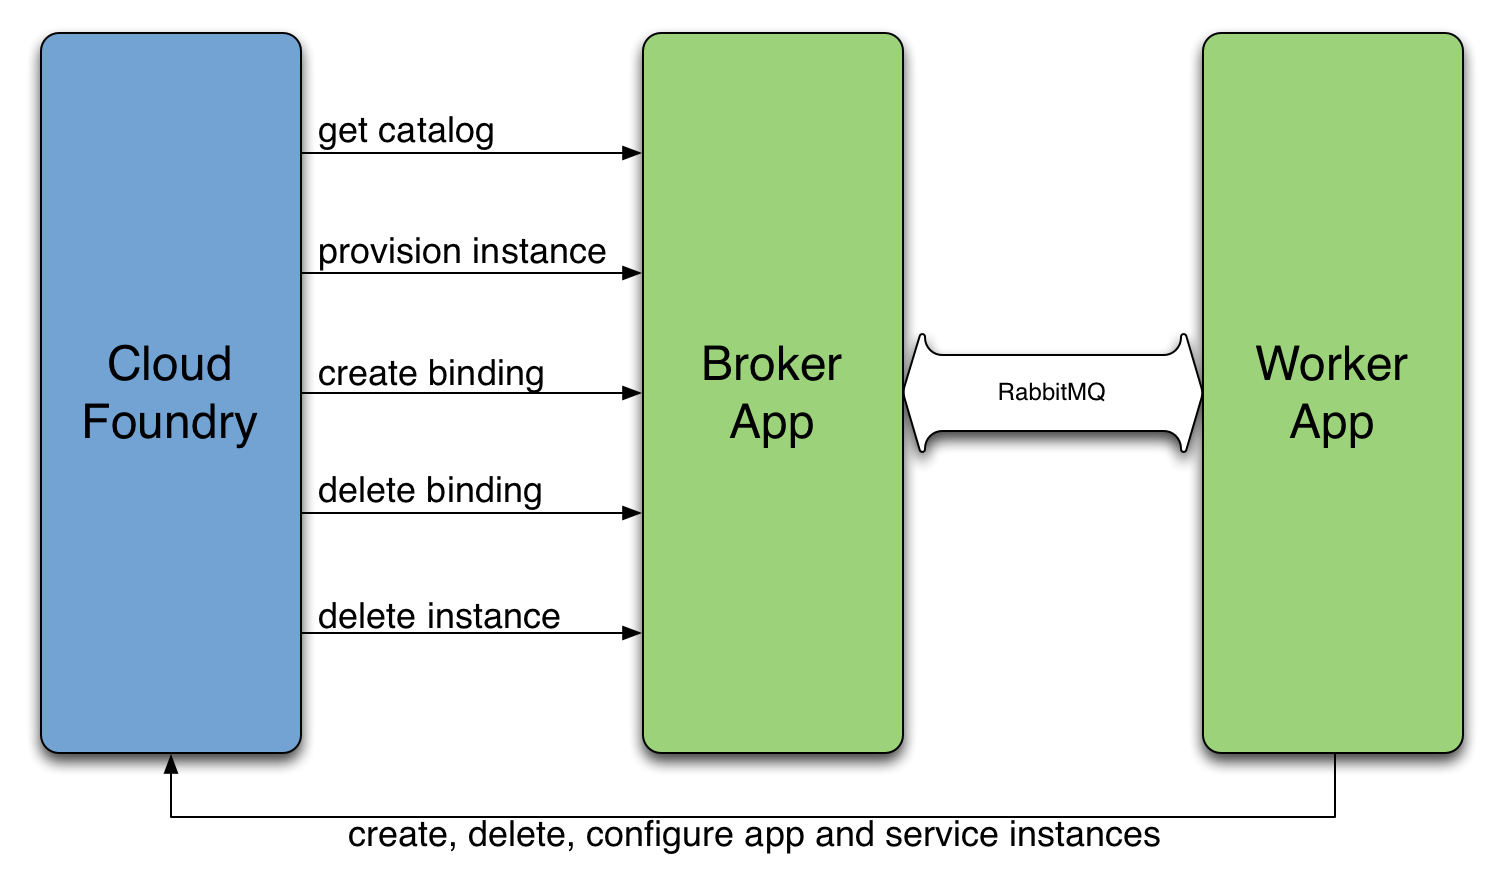 get catalog
provision instance
create binding
delete binding
delete instance
Cloud
Foundry
Broker
App
RabbitMQ
Worker
App
create, delete, configure app and service instances